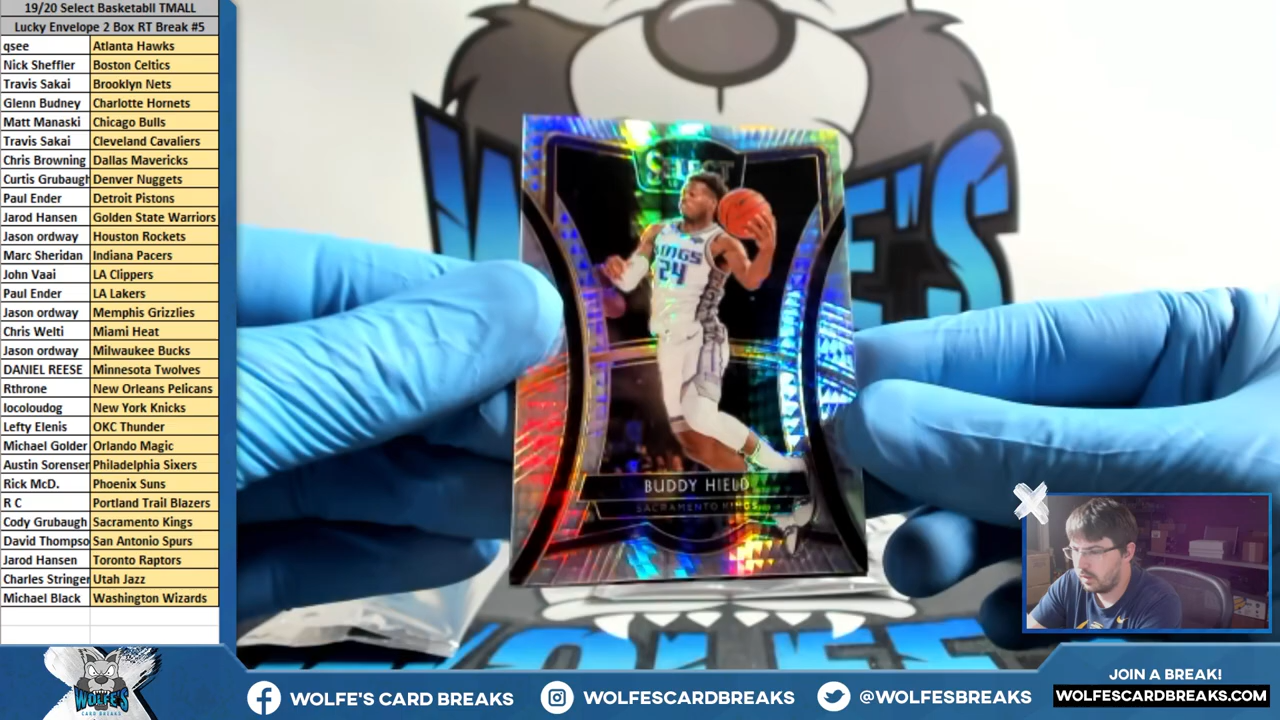 19/20 Select Basketabll TMALL
Lucky Envelope 2 Box RT Break #5
qsee Atlanta Hawks
Nick Sheffler Boston Celtics
Travis Sakai Brooklyn Nets
Glenn Budney Charlotte Hornets
Matt Manaski Chicago Bulls
Travis Sakai Cleveland Cavaliers
Chris Browning Dallas Mavericks
Curtis Grubaugh Denver Nuggets
Paul Ender Detroit Pistons
Jarod Hansen Golden State Warriors
Jason ordway Houston Rockets
Marc Sheridan Indiana Pacers
John Vaai LA Clippers
Paul Ender LA Lakers
Jason ordway Memphis Grizzlies
Chris Welti Miami Heat
Jason ordway Milwaukee Bucks
DANIEL REESE Minnesota Twolves
Rthrone New Orleans Pelicans
locoloudog New York Knicks
Lefty Elenis OKC Thunder
Michael Golder Orlando Magic
Austin Sorensen Philadelphia Sixers
Rick McD. Phoenix Suns
R C Portland Trail Blazers
Cody Grubaugh Sacramento Kings
David Thompso San Antonio Spurs
Jarod Hansen Toronto Raptors
Charles Stringer Utah Jazz
Michael Black Washington Wizards
WOLFE'S
SELECT
KINGS
24
BUDDY HIELD
SACRAMENTO KINGS
WOLFE'S
WOLFE'S
CARD BREAKS
WOLFE'S CARD BREAKS
WOLFESCARDBREAKS
@WOLFESBREAKS
JOIN A BREAK!
WOLFESCARDBREAKS.COM